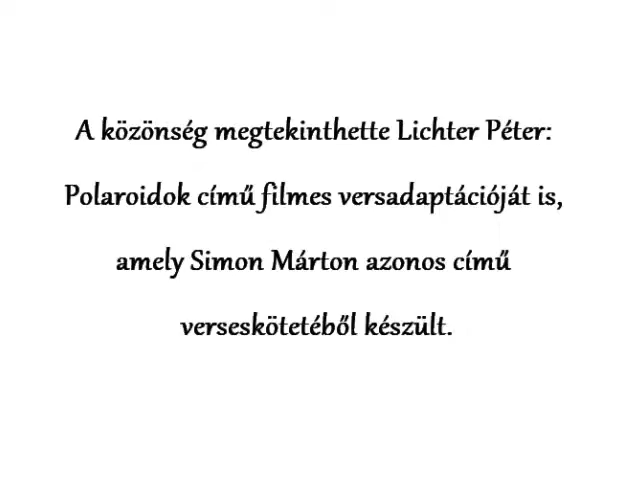 A közönség megtekinthette Lichter Péter:
Polaroidok című filmes versadaptációját is,
amely Simon Márton azonos című
verseskötetéből készült.